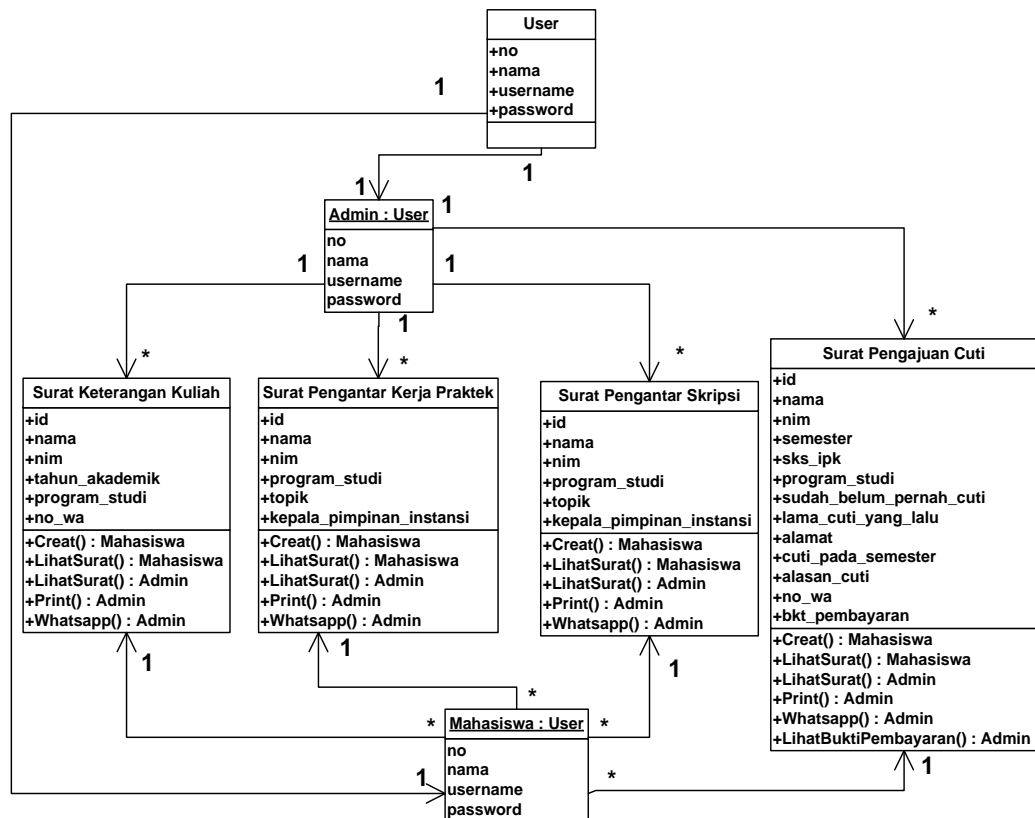 User
+no
+nama
+username
+password
1
1
1
Admin : User
no
nama
username
password
1
1
1
1
*
*
*
*
Surat Keterangan Kuliah
+id
+nama
+nim
+tahun_akademik
+program_studi
+no_wa
+Creat() : Mahasiswa
+LihatSurat() : Mahasiswa
+LihatSurat() : Admin
+Print() : Admin
+Whatsapp() : Admin
Surat Pengantar Kerja Praktek
+id
+nama
+nim
+program_studi
+topik
+kepala_pimpinan_instansi
+Creat() : Mahasiswa
+LihatSurat() : Mahasiswa
+LihatSurat() : Admin
+Print() : Admin
+Whatsapp() : Admin
Surat Pengantar Skripsi
+id
+nama
+nim
+program_studi
+topik
+kepala_pimpinan_instansi
+Creat() : Mahasiswa
+LihatSurat() : Mahasiswa
+LihatSurat() : Admin
+Print() : Admin
+Whatsapp() : Admin
Surat Pengajuan Cuti
+id
+nama
+nim
+semester
+sks_ipk
+program_studi
+sudah_belum_pernah_cuti
+lama_cuti_yang_lalu
+alamat
+cuti_pada_semester
+alasan_cuti
+no_wa
+bkt_pembayaran
+Creat() : Mahasiswa
+LihatSurat() : Mahasiswa
+LihatSurat() : Admin
+Print() : Admin
+Whatsapp() : Admin
+LihatBuktiPembayaran() : Admin
1
1
1
1
*
*
*
*
1
Mahasiswa : User
no
nama
username
password